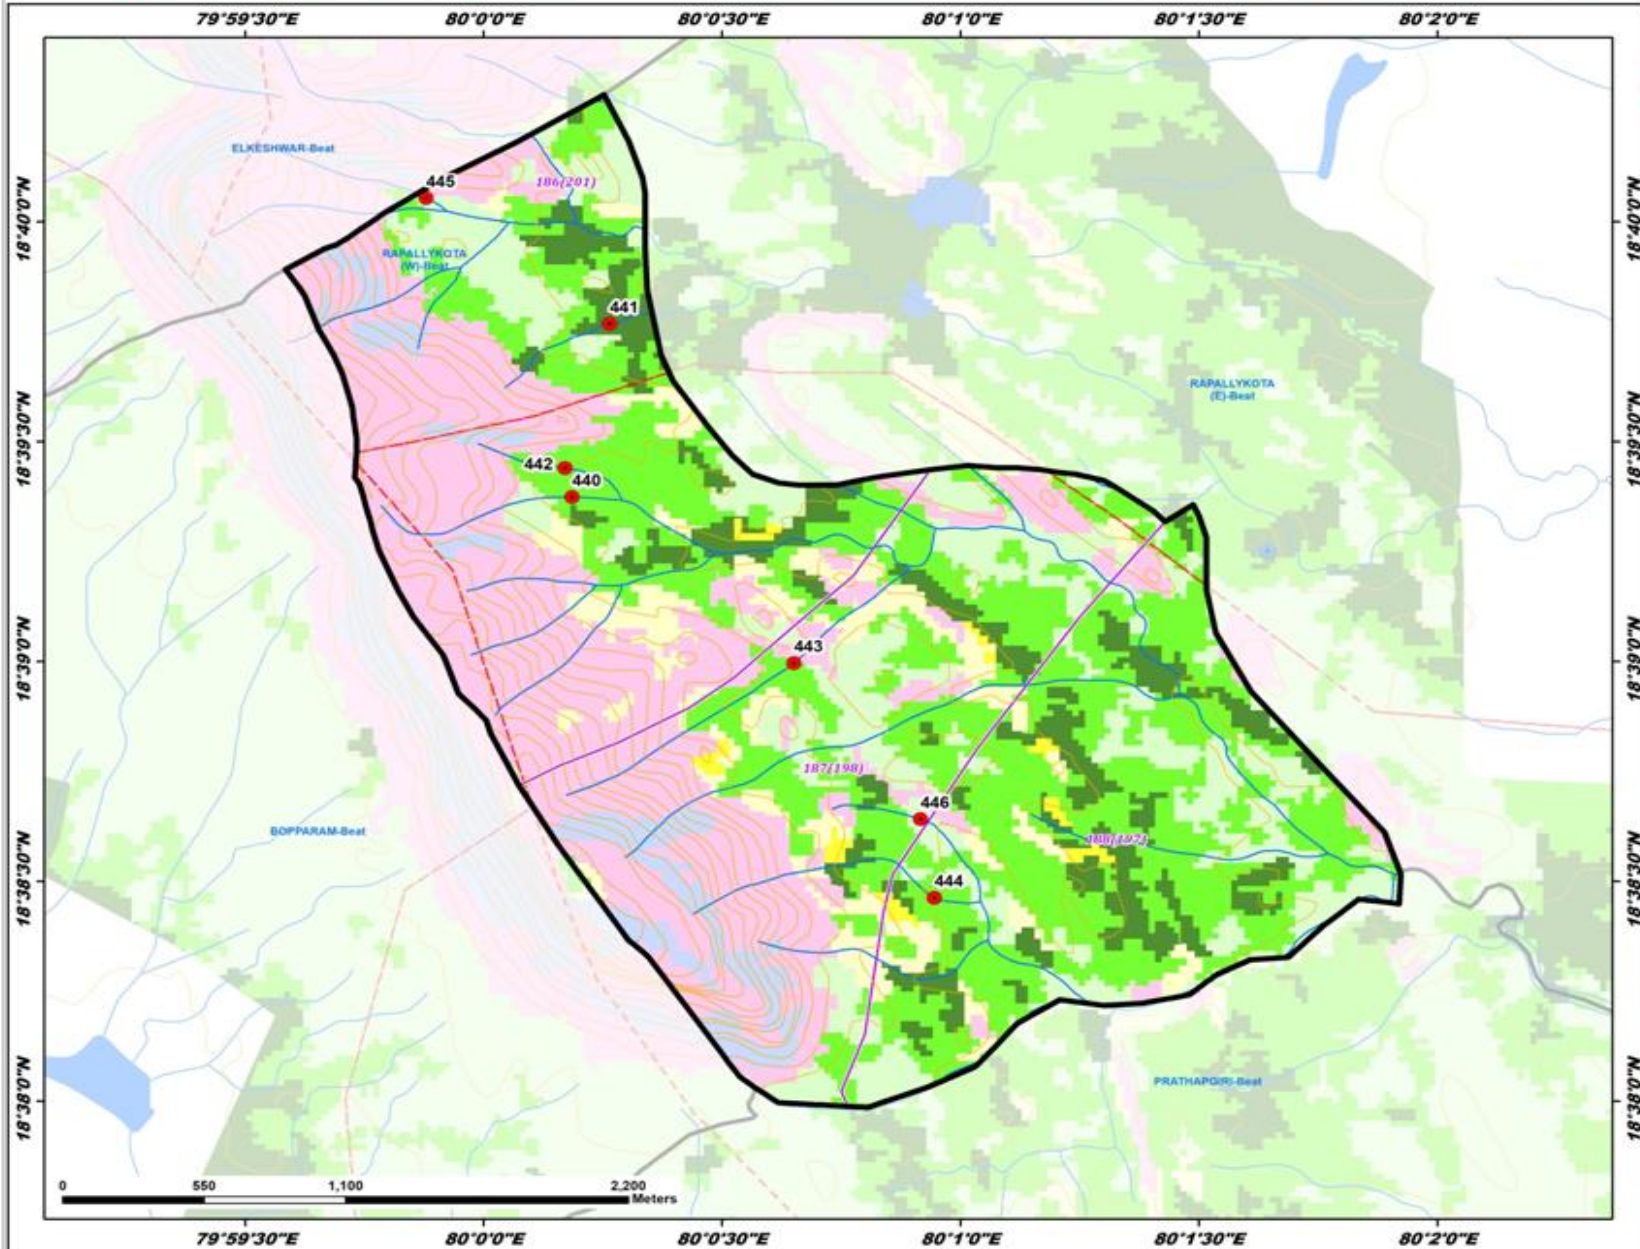 79°59'30"E 80°0'0"E 80°0'30"E 80°1'0"E 80°1'30"E 80°2'0"E
ELKESHWAR-Beat
445
186(201)
18°40'0"N
18°40'0"N
RAPALLYKOTA
(W)-Beat
441
RAPALLYKOTA
(E)-Beat
18°39'30"N
18°39'30"N
442
440
18°39'0"N
443
18°39'0"N
187(198)
446
BOPPARAM-Beat
188(197)
18°38'30"N
444
18°38'30"N
PRATHAPGIRI-Beat
18°38'0"N
18°38'0"N
0 550 1,100 2,200
Meters
79°59'30"E 80°0'0"E 80°0'30"E 80°1'0"E 80°1'30"E 80°2'0"E